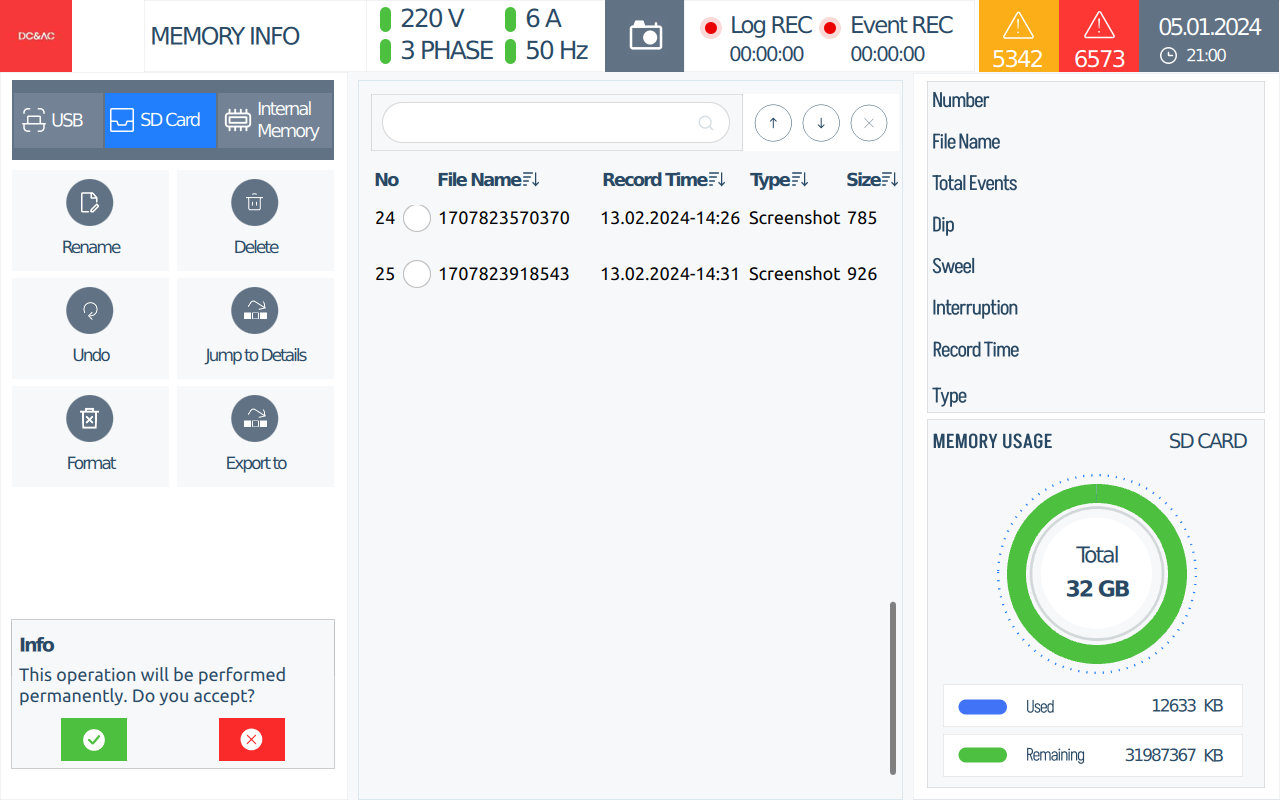 DC&AC
MEMORY INFO
220 V
6 A
3 PHASE
50 Hz
Log REC
00:00:00
Event REC
00:00:00
5342
6573
05.01.2024
21:00
USB
SD Card
Internal
Memory
Rename
Delete
Undo
Jump to Details
Format
Export to
Info
This operation will be performed
permanently. Do you accept?
No File Name Record Time Type Size
24 1707823570370 13.02.2024-14:26 Screenshot 785
25 1707823918543 13.02.2024-14:31 Screenshot 926
Number
File Name
Total Events
Dip
Sweel
Interruption
Record Time
Type
MEMORY USAGE SD CARD
Total
32 GB
Used 12633 KB
Remaining 31987367 KB